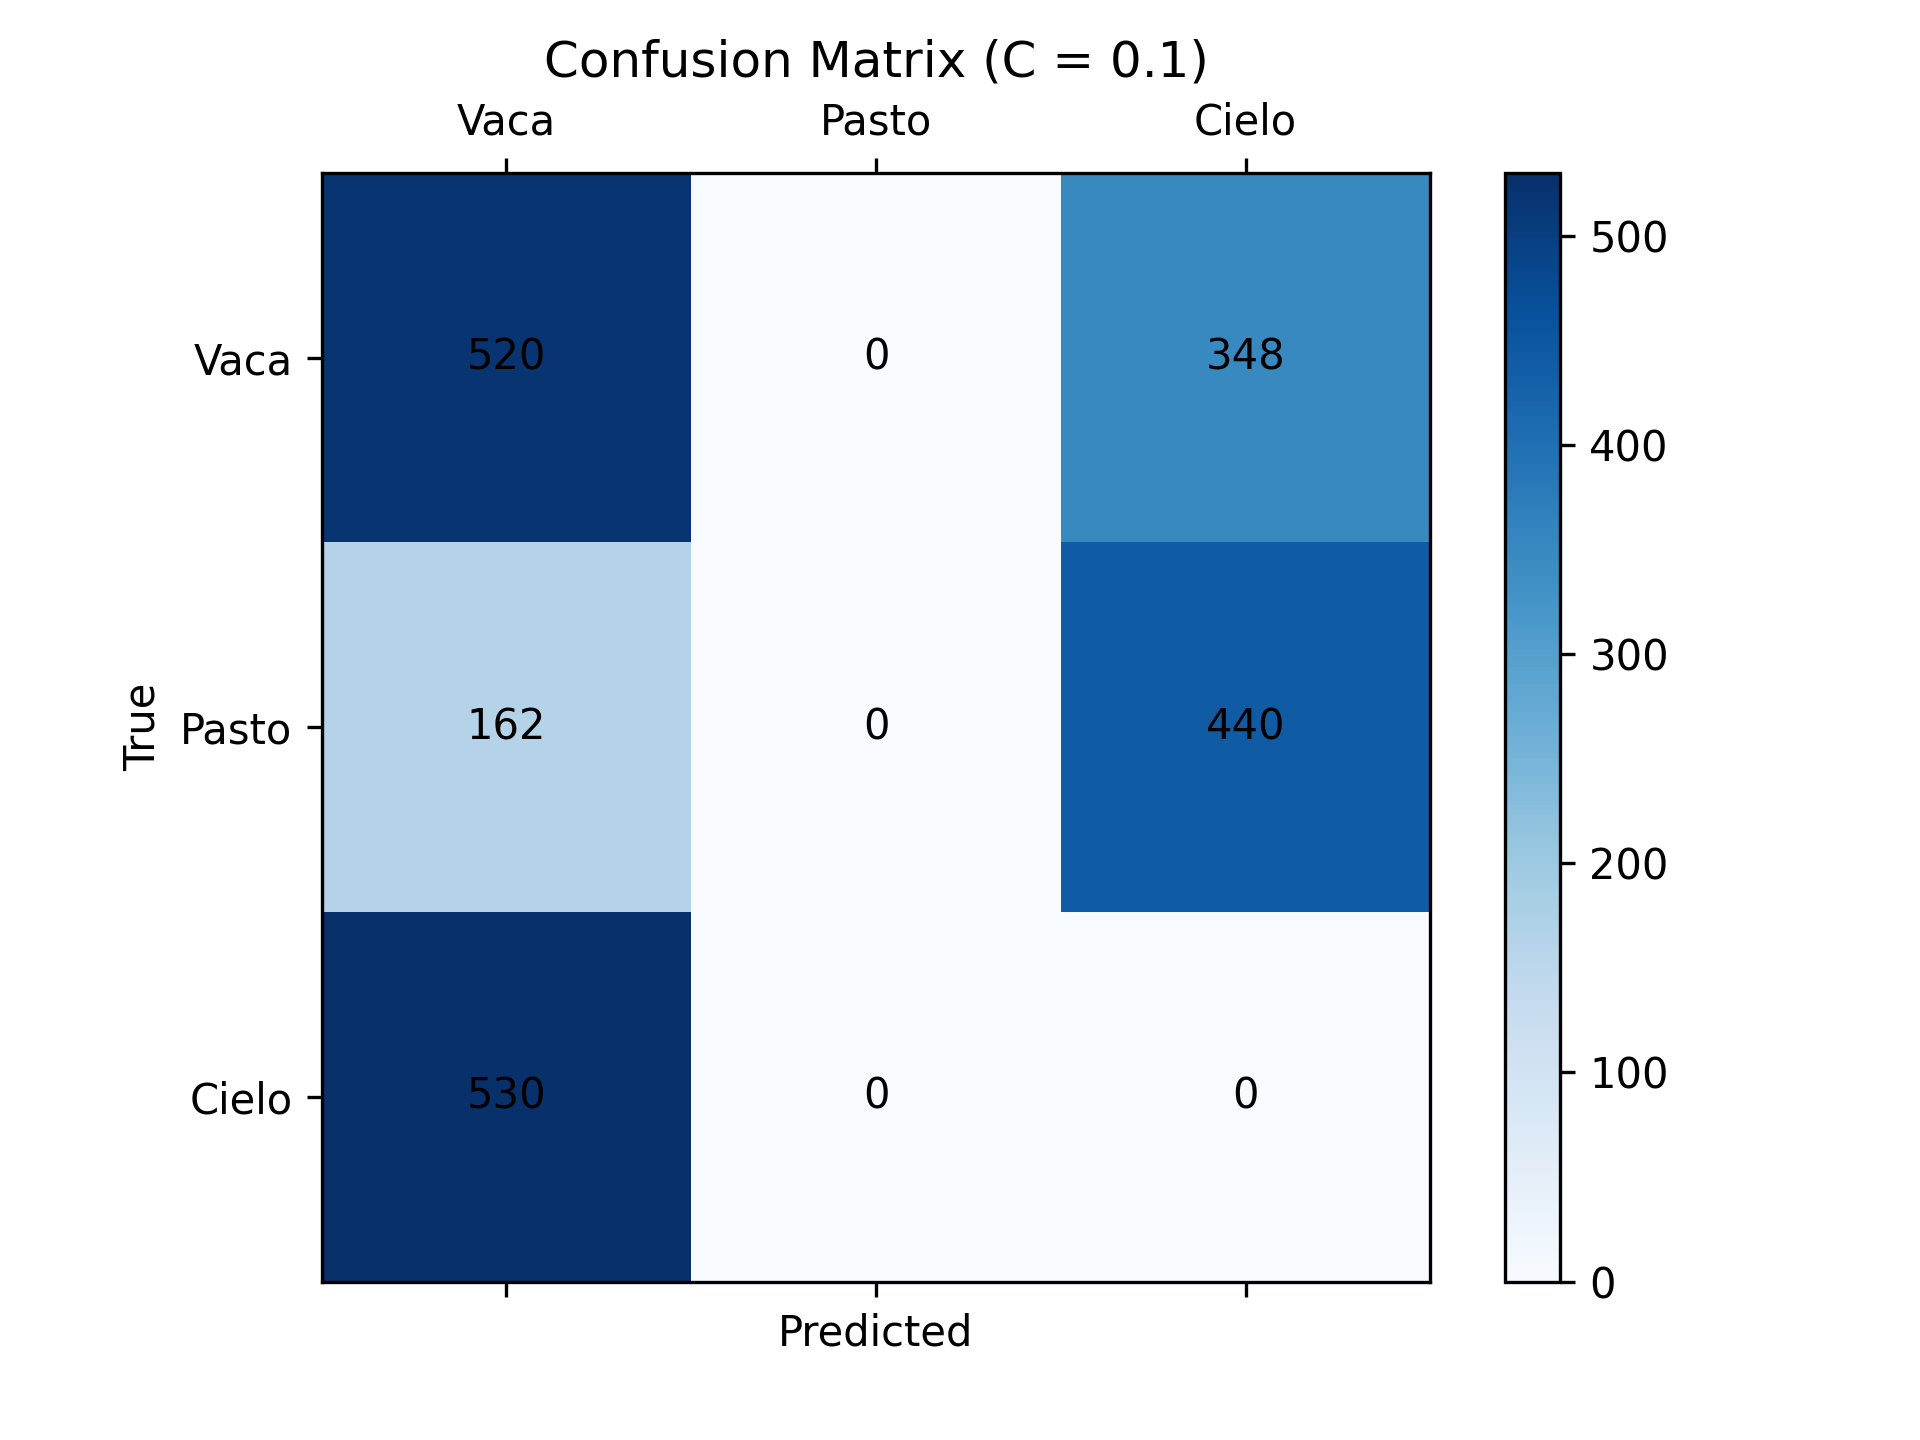 Confusion Matrix (C = 0.1)
Vaca Pasto Cielo
Vaca 520 0 348
Pasto 162 0 440
Cielo 530 0 0
True
Predicted
500
400
300
200
100
0